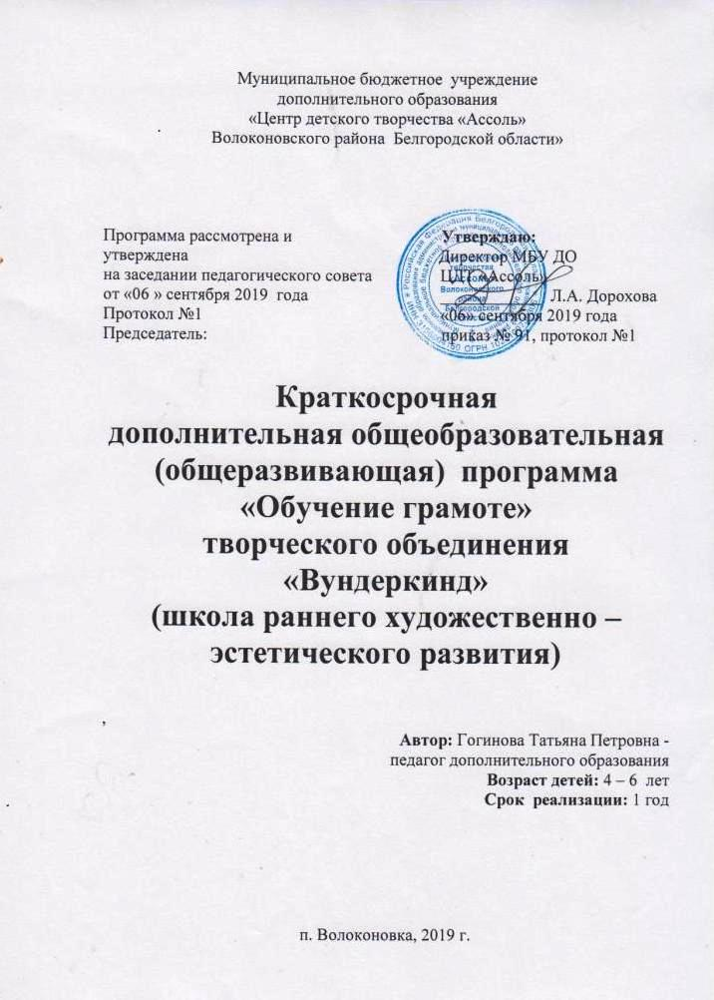 Муниципальное бюджетное учреждение
дополнительного образования
«Центр детского творчества «Ассоль»
Волоконовского района Белгородской области»
Программа рассмотрена и
утверждена
на заседании педагогического совета
от «06 » сентября 2019 года
Протокол №1
Председатель:
Утверждаю:
Директор МБУ ДО
ЦДТ «Ассоль»
Л.А. Дорохова
«06» сентября 2019 года
приказ № 91, протокол №1
Краткосрочная
дополнительная общеобразовательная
(общеразвивающая) программа
«Обучение грамоте»
творческого объединения
«Вундеркинд»
(школа раннего художественно –
эстетического развития)
Автор: Гогинова Татьяна Петровна -
педагог дополнительного образования
Возраст детей: 4 – 6 лет
Срок реализации: 1 год
п. Волоконовка, 2019 г.